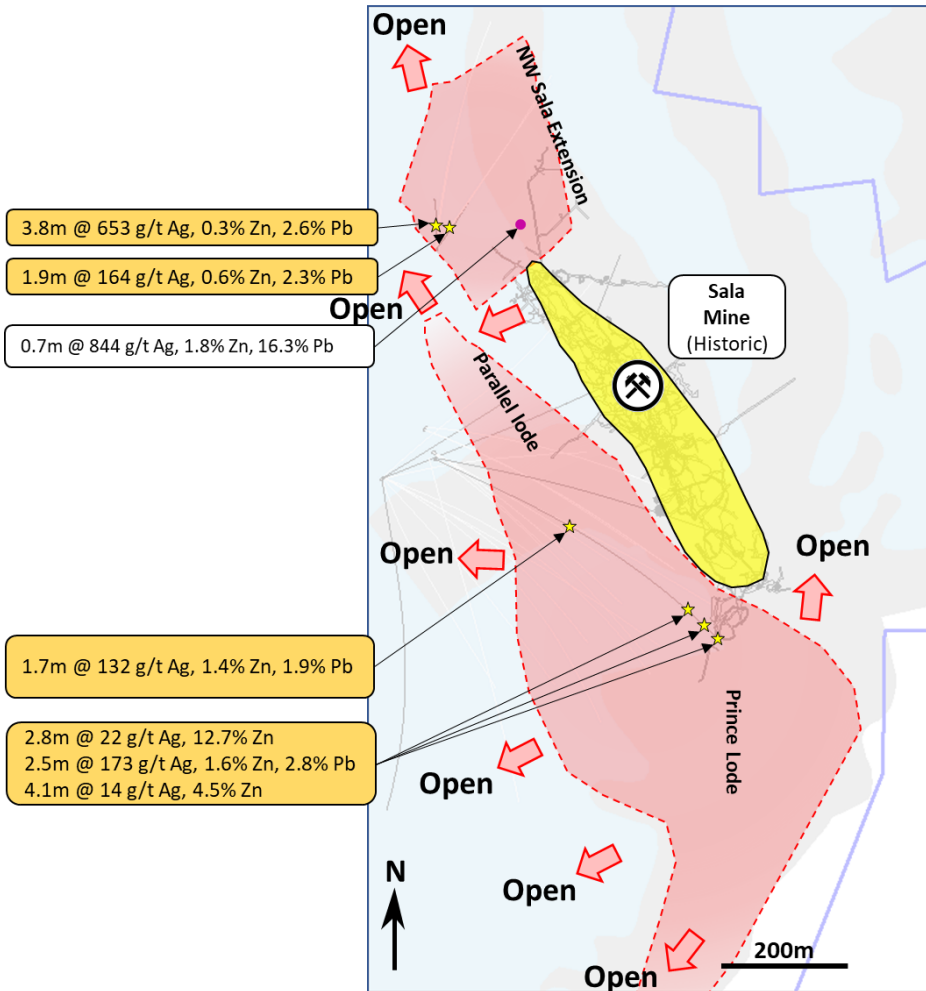 Open
NW Sala Extension
3.8m @ 653 g/t Ag, 0.3% Zn, 2.6% Pb
1.9m @ 164 g/t Ag, 0.6% Zn, 2.3% Pb
Open
0.7m @ 844 g/t Ag, 1.8% Zn, 16.3% Pb
Sala
Mine
(Historic)
Parallel lode
Open
Open
1.7m @ 132 g/t Ag, 1.4% Zn, 1.9% Pb
Prince Lode
2.8m @ 22 g/t Ag, 12.7% Zn
2.5m @ 173 g/t Ag, 1.6% Zn, 2.8% Pb
4.1m @ 14 g/t Ag, 4.5% Zn
Open
N
Open
200m
Open